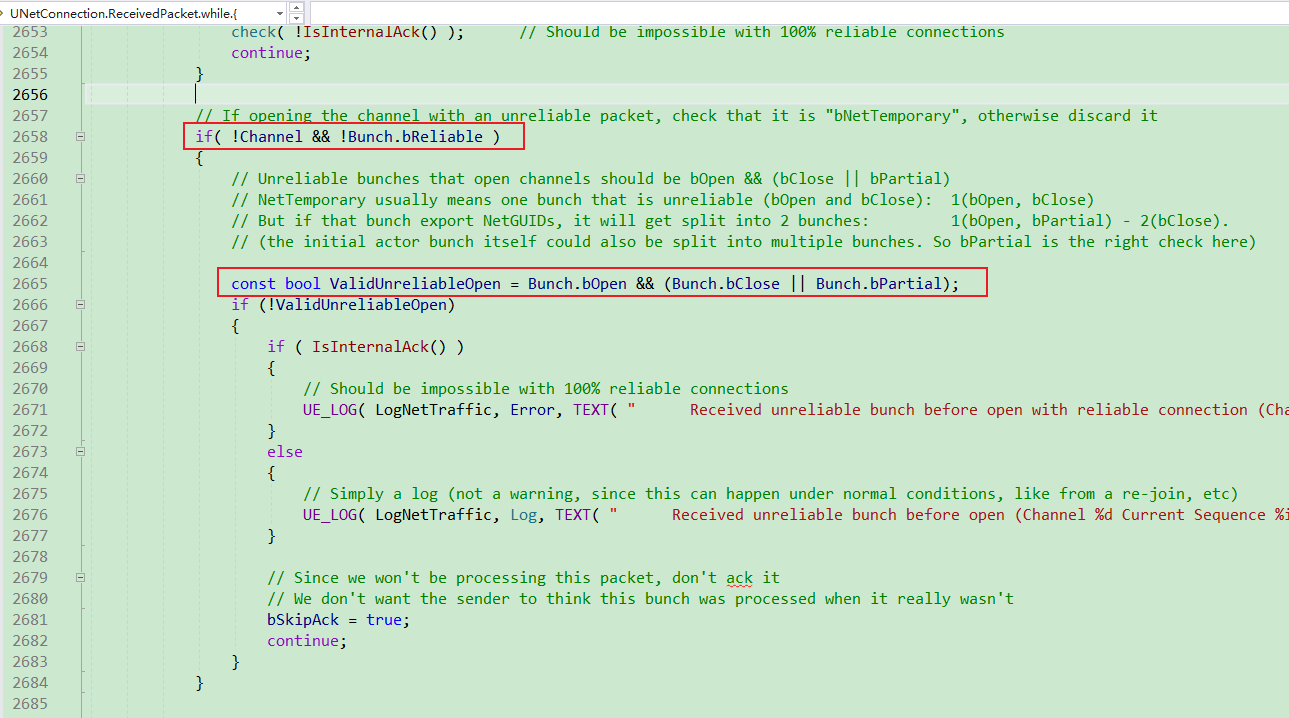 UNetConnection.ReceivedPacket.while.{
2653 check( !IsInternalAck() ); // Should be impossible with 100% reliable connections
2654 continue;
2655 }
2656
2657 // If opening the channel with an unreliable packet, check that it is "bNetTemporary", otherwise discard it
2658 if( !Channel && !Bunch.bReliable )
2659 {
2660 // Unreliable bunches that open channels should be bOpen && (bClose || bPartial)
2661 // NetTemporary usually means one bunch that is unreliable (bOpen and bClose): 1(bOpen, bClose)
2662 // But if that bunch export NetGUIDs, it will get split into 2 bunches: 1(bOpen, bPartial) - 2(bClose).
2663 // (the initial actor bunch itself could also be split into multiple bunches. So bPartial is the right check here)
2664
2665 const bool ValidUnreliableOpen = Bunch.bOpen && (Bunch.bClose || Bunch.bPartial);
2666 if (!ValidUnreliableOpen)
2667 {
2668 if ( IsInternalAck() )
2669 {
2670 // Should be impossible with 100% reliable connections
2671 UE_LOG( LogNetTraffic, Error, TEXT( " Received unreliable bunch before open with reliable connection (Cha
2672 }
2673 else
2674 {
2675 // Simply a log (not a warning, since this can happen under normal conditions, like from a re-join, etc)
2676 UE_LOG( LogNetTraffic, Log, TEXT( " Received unreliable bunch before open (Channel %d Current Sequence %i
2677 }
2678
2679 // Since we won't be processing this packet, don't ack it
2680 // We don't want the sender to think this bunch was processed when it really wasn't
2681 bSkipAck = true;
2682 continue;
2683 }
2684 }
2685